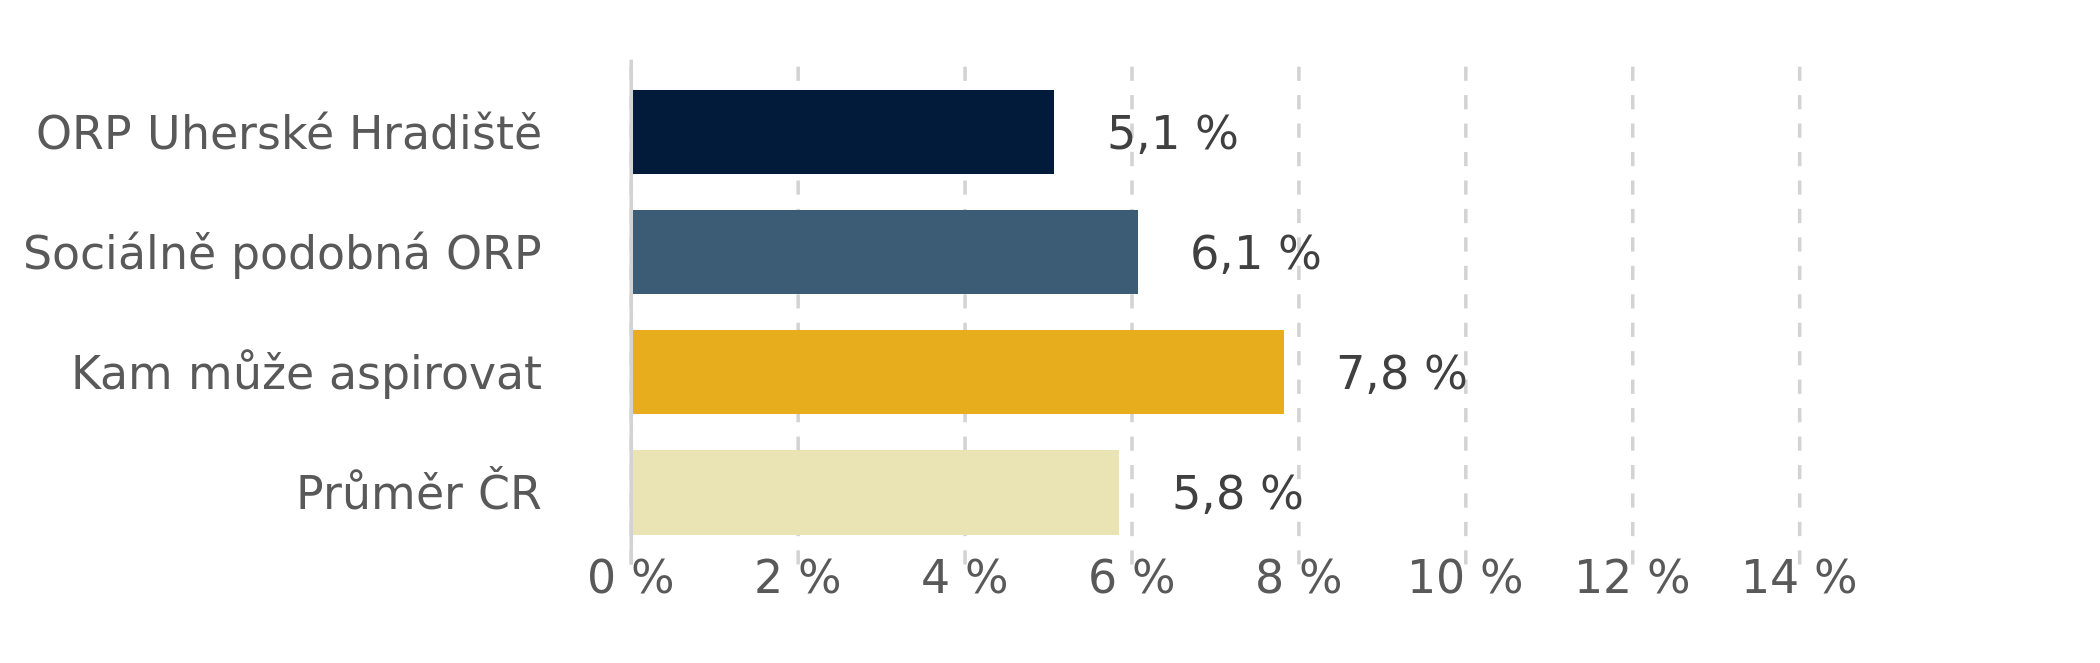 ORP Uherské Hradiště 5,1 %
Sociálně podobná ORP 6,1 %
Kam může aspirovat 7,8 %
Průměr ČR 5,8 %
0 % 2 % 4 % 6 % 8 % 10 % 12 % 14 %